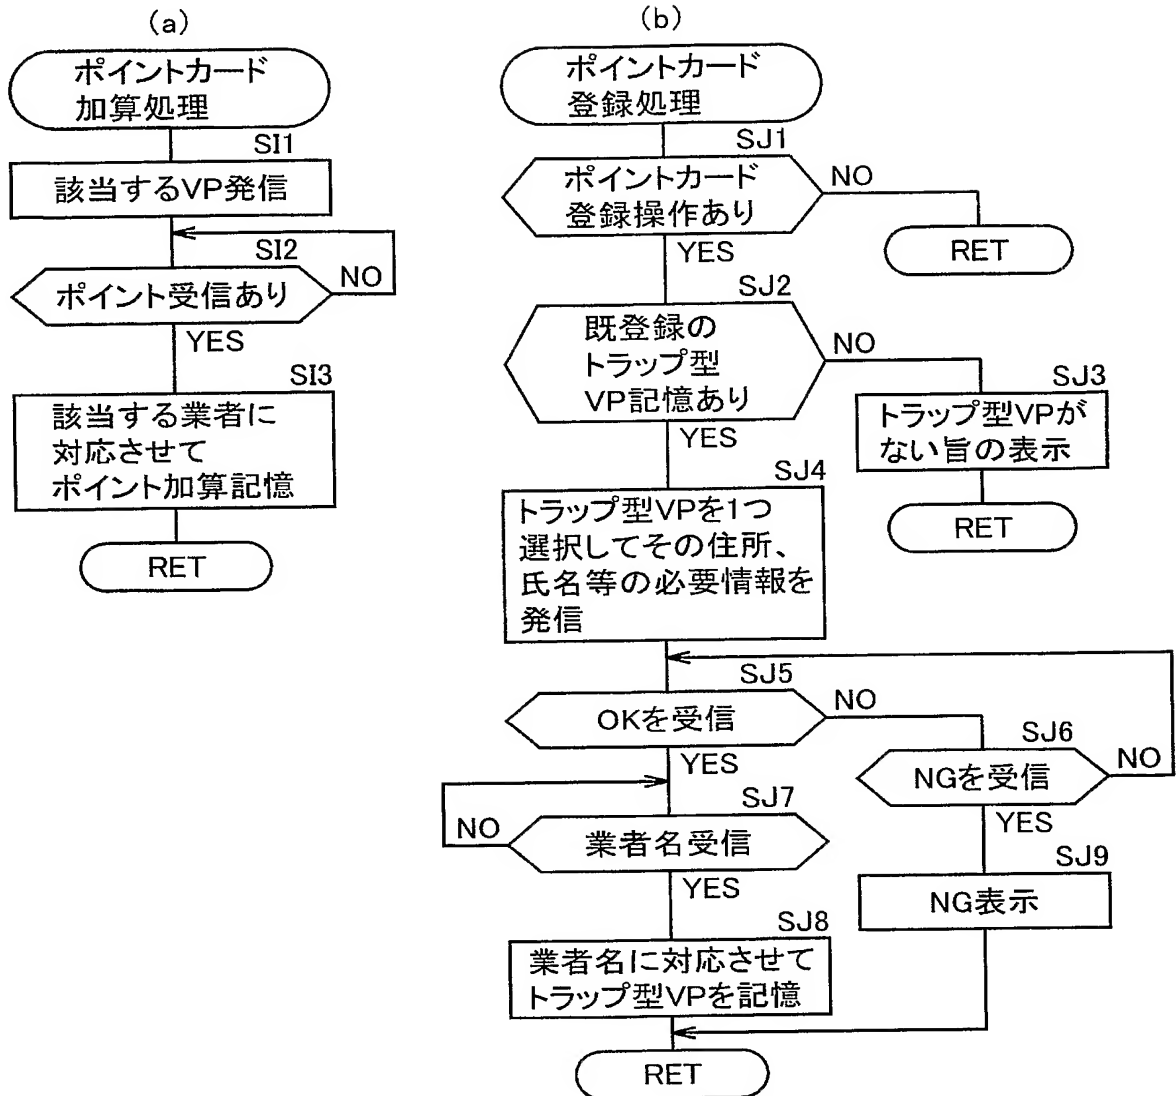 (a)
ポイントカード
加算処理
SI1
該当するVP発信
SI2
ポイント受信あり
NO
YES
SI3
該当する業者に
対応させて
ポイント加算記憶
RET
(b)
ポイントカード
登録処理
SJ1
ポイントカード
登録操作あり
NO
RET
YES
SJ2
既登録の
トラップ型
VP記憶あり
NO
SJ3
トラップ型VPが
ない旨の表示
RET
YES
SJ4
トラップ型VPを1つ
選択してその住所、
氏名等の必要情報を
発信
SJ5
OKを受信
NO
SJ6
NGを受信
NO
YES
SJ7
業者名受信
NO
YES
YES
SJ9
NG表示
SJ8
業者名に対応させて
トラップ型VPを記憶
RET